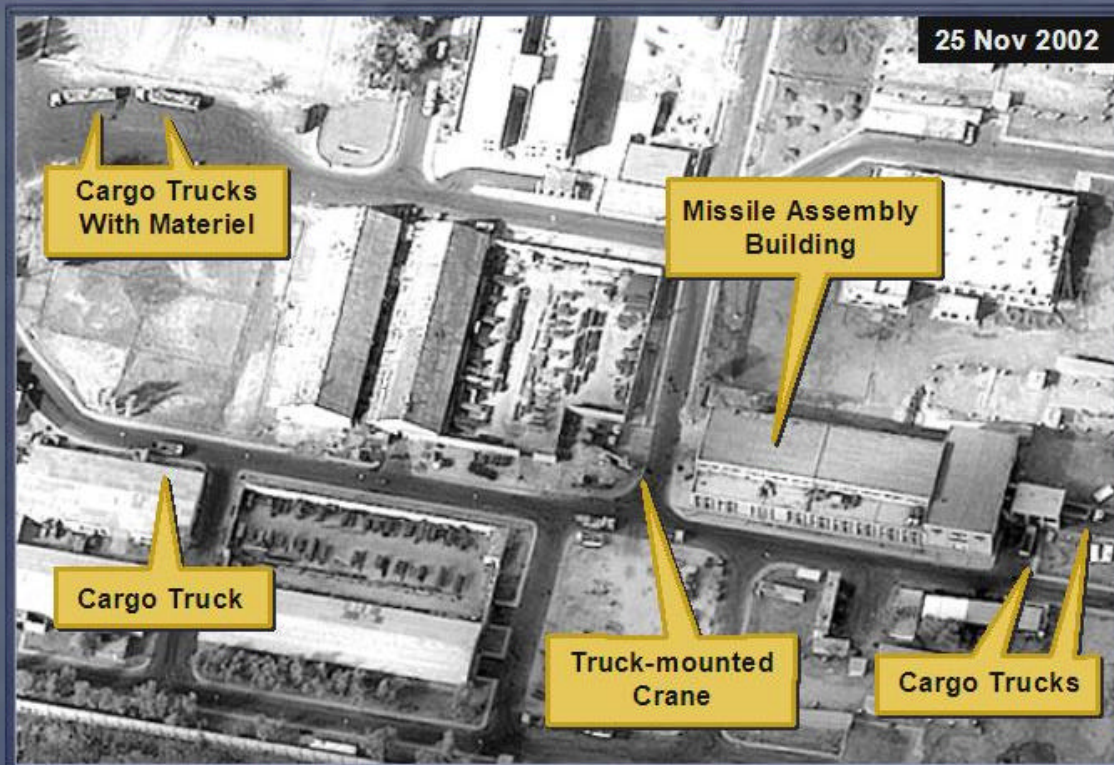 25 Nov 2002
Cargo Trucks
With Materiel
Missile Assembly
Building
Cargo Truck
Truck-mounted
Crane
Cargo Trucks